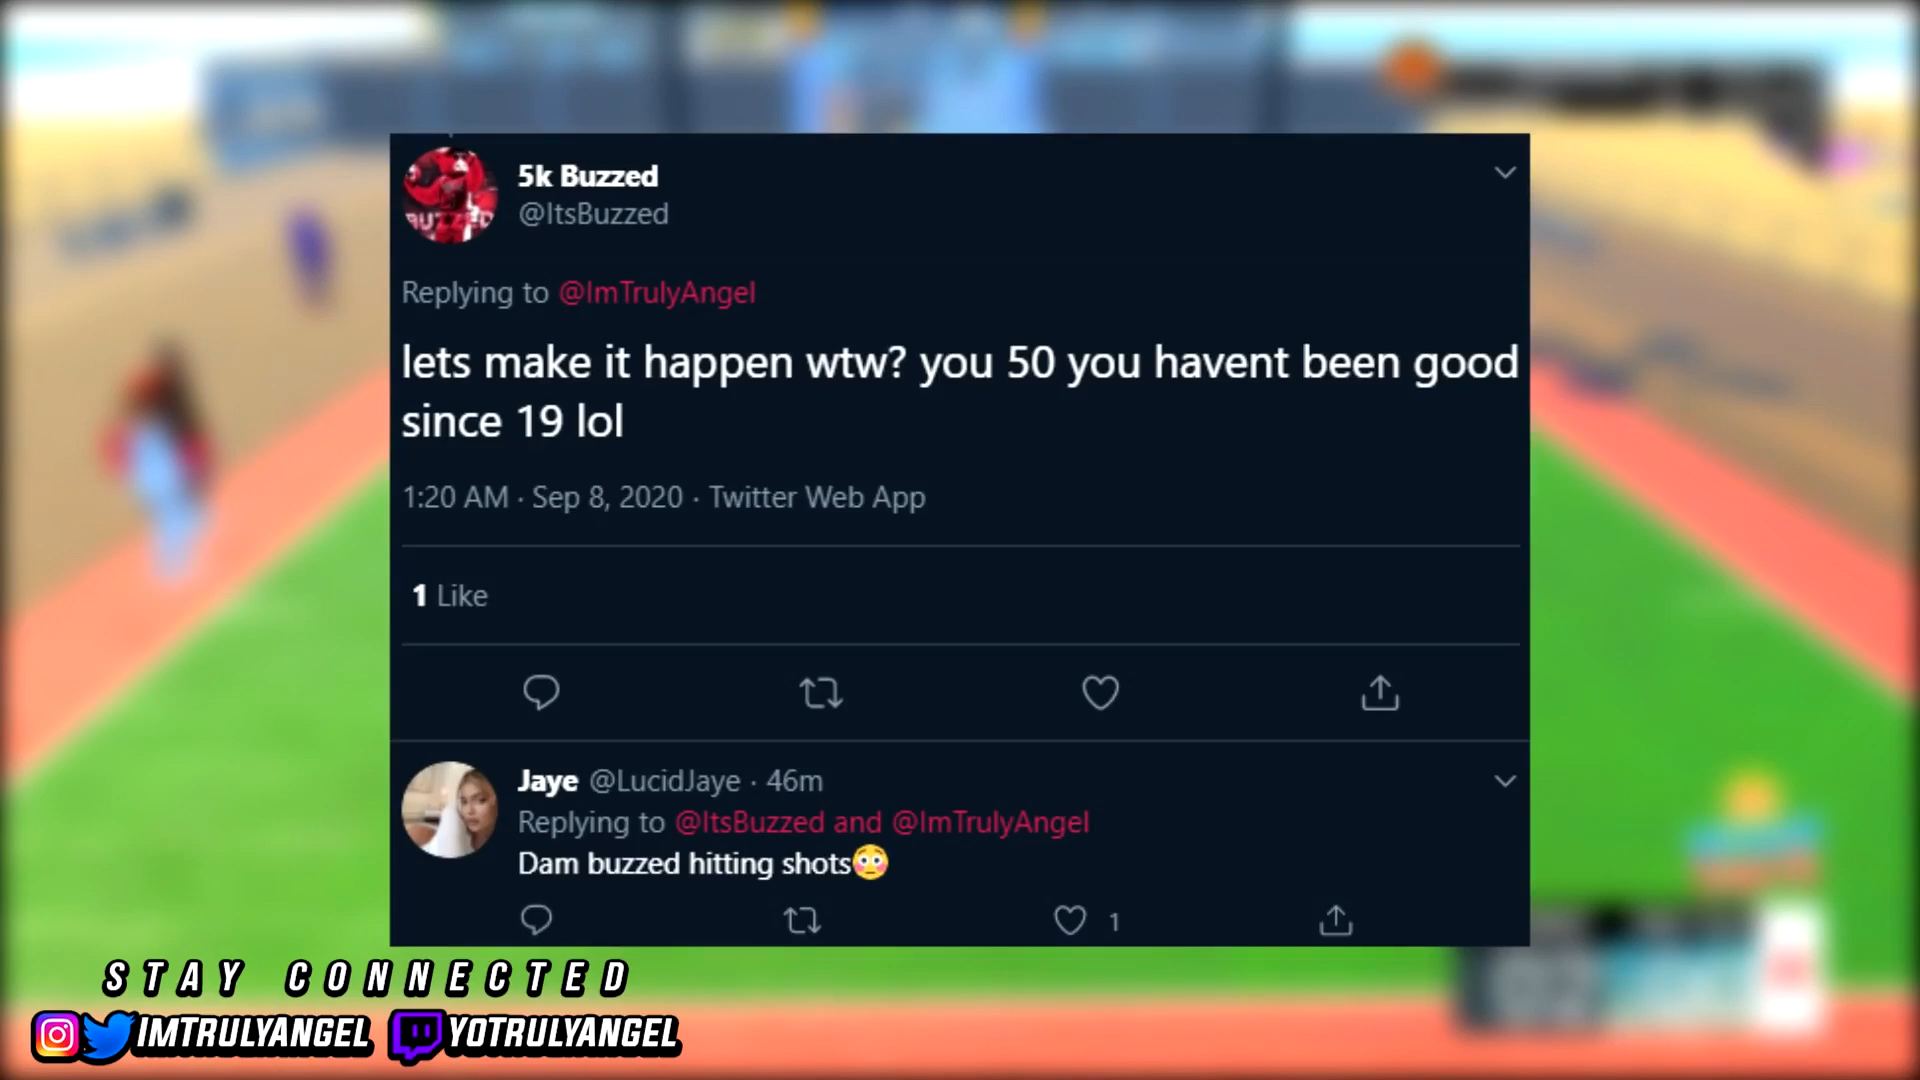 5k Buzzed
@ItsBuzzed
Replying to @ImTrulyAngel
lets make it happen wtw? you 50 you havent been good
since 19 lol
1:20 AM · Sep 8, 2020 · Twitter Web App
1 Like
Jaye @LucidJaye · 46m
Replying to @ItsBuzzed and @ImTrulyAngel
Dam buzzed hitting shots😳
1
STAY CONNECTED
IMTRULYANGEL YOTRULYANGEL